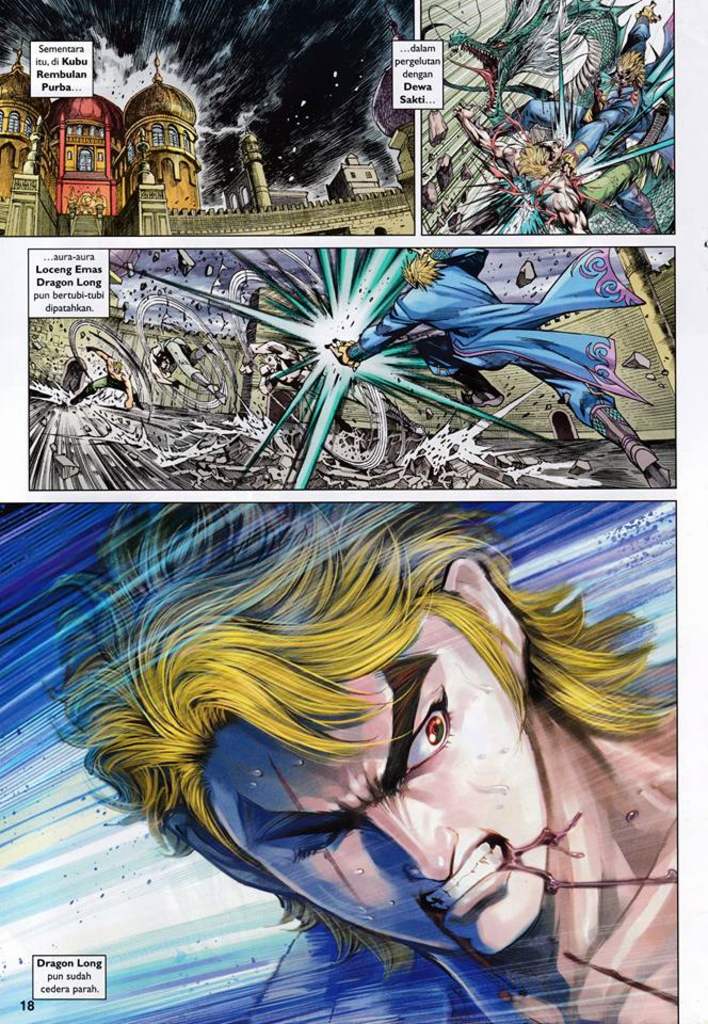 Sementara
itu, di Kubu
Rembulan
Purba...
...dalam
pergelutan
dengan
Dewa
Sakti...
...aura-aura
Loceng Emas
Dragon Long
pun bertubi-tubi
dipatahkan.
Dragon Long
pun sudah
cedera parah.
18